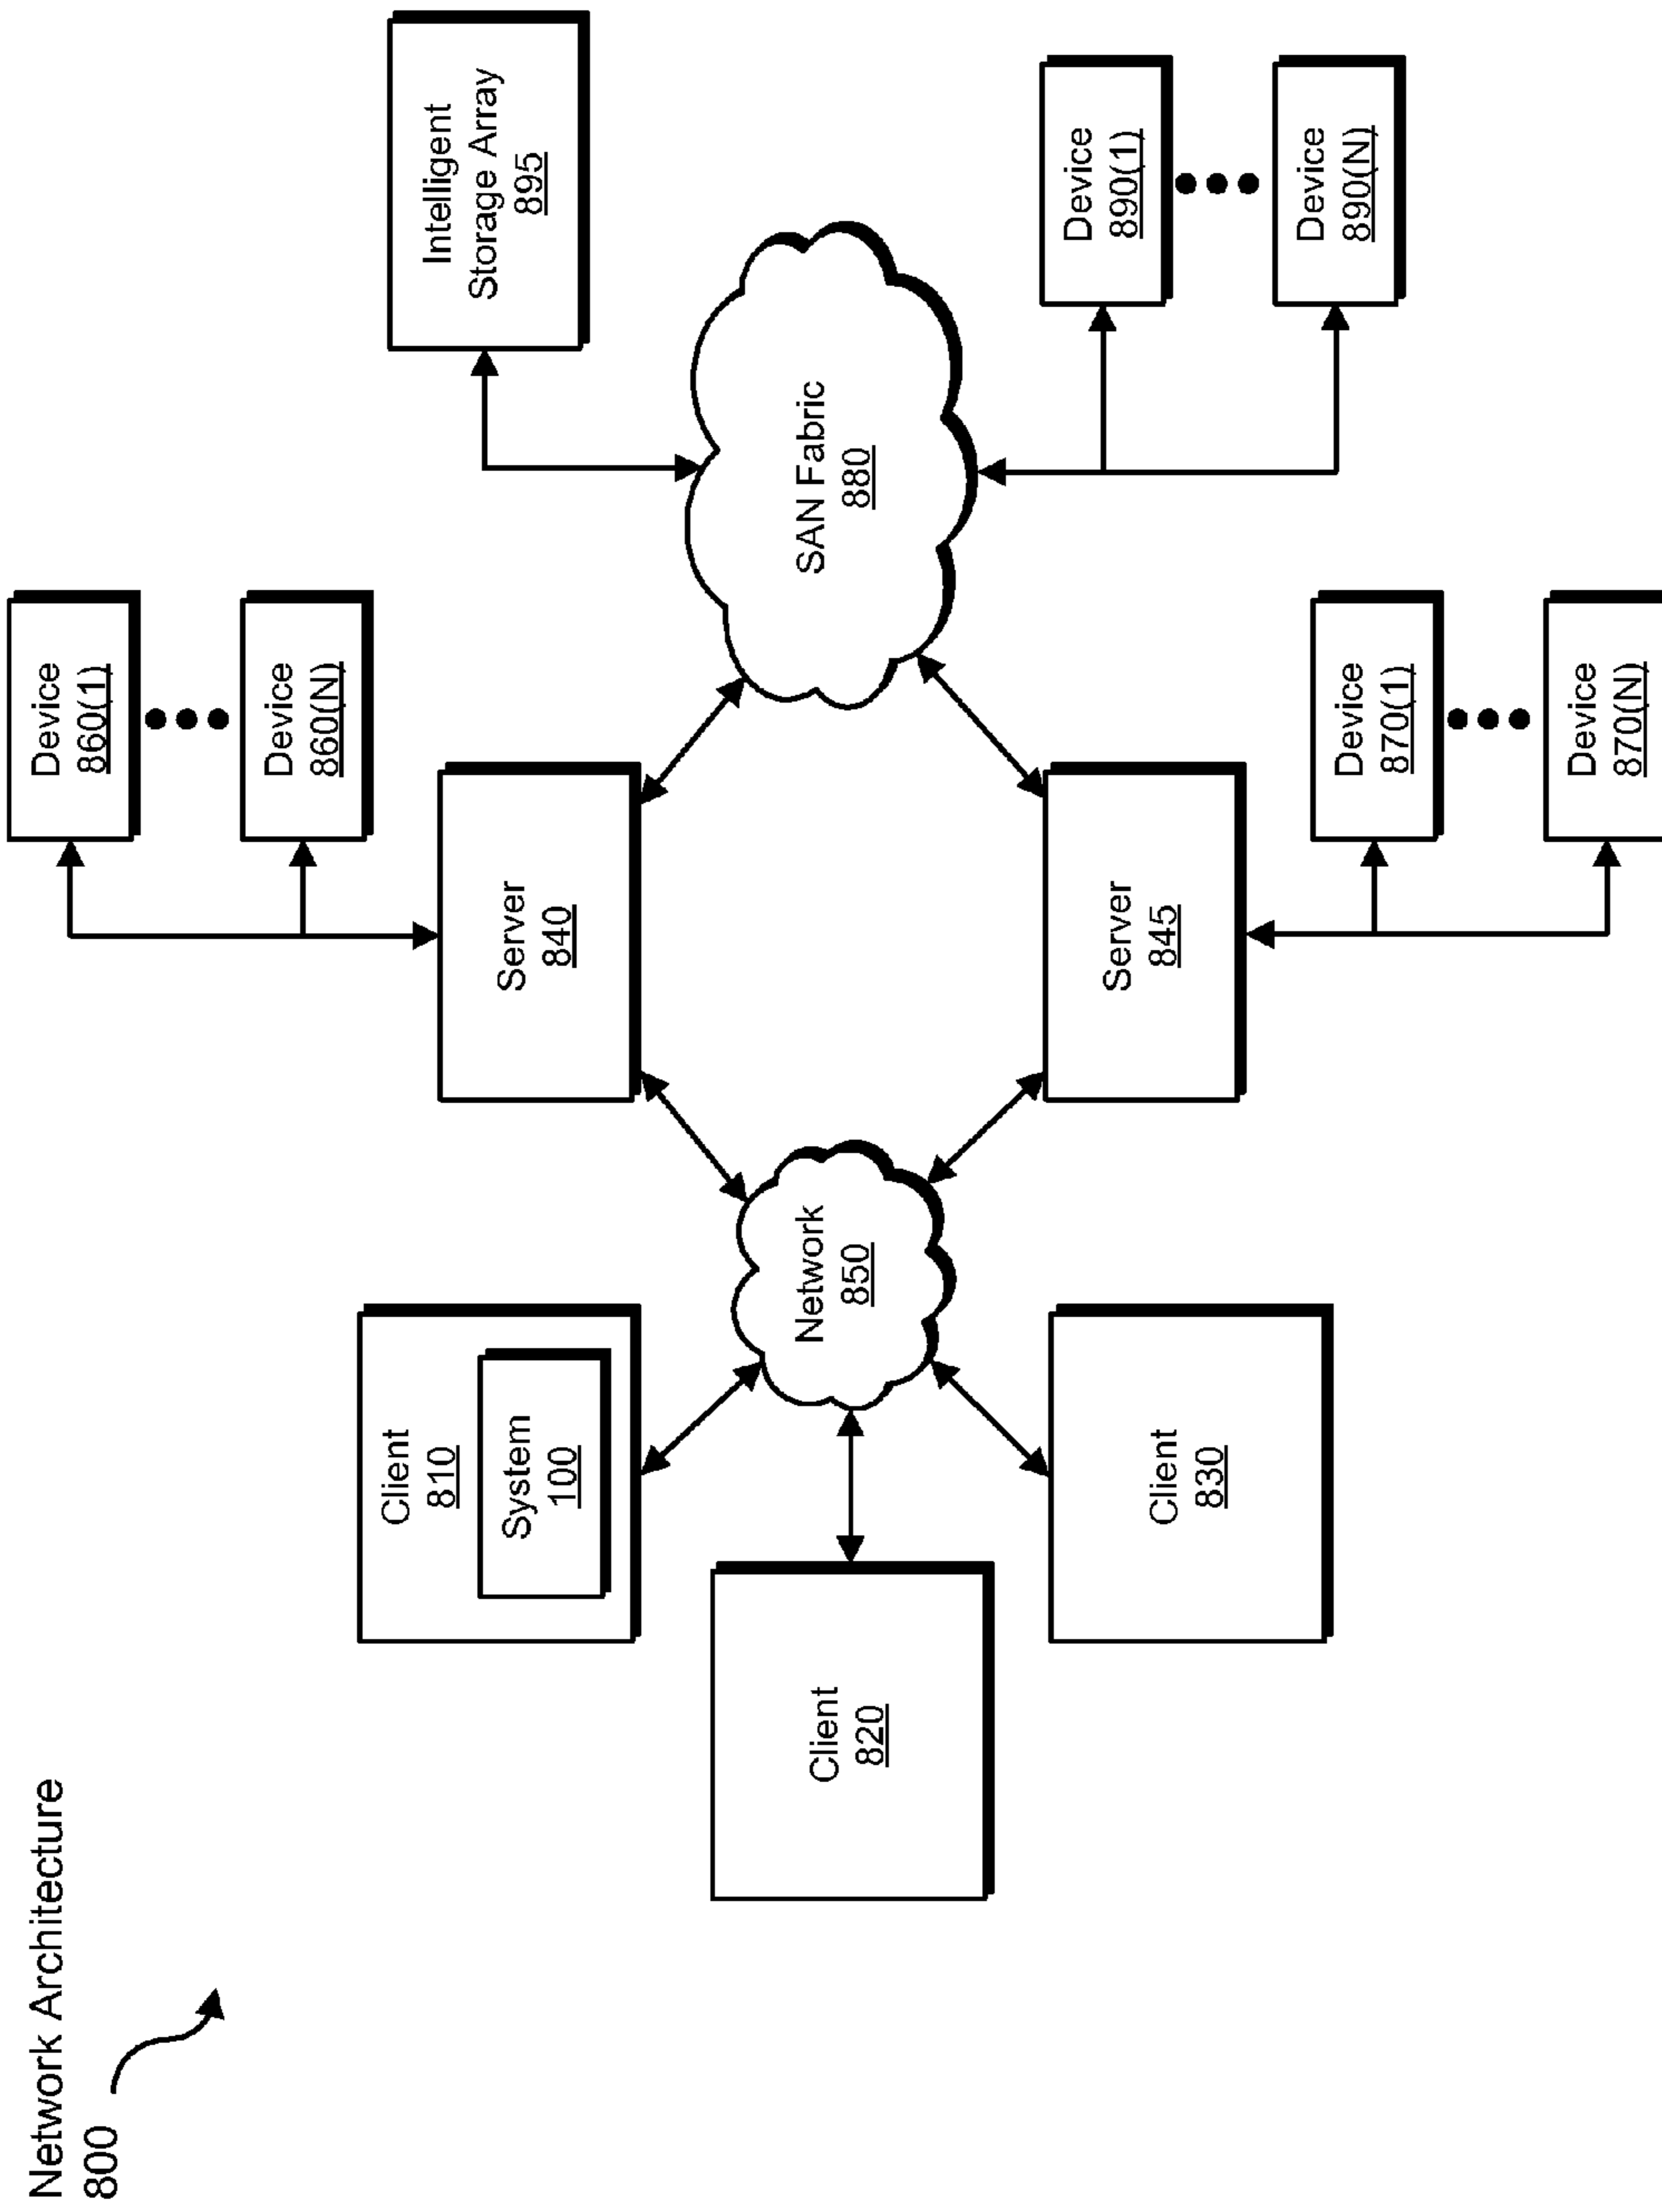 Network Architecture
800
Client
810
System
100
Client
820
Client
830
Network
850
Server
840
Server
845
Device
860(1)
Device
860(N)
Device
870(1)
Device
870(N)
SAN Fabric
880
Intelligent
Storage Array
895
Device
890(1)
Device
890(N)